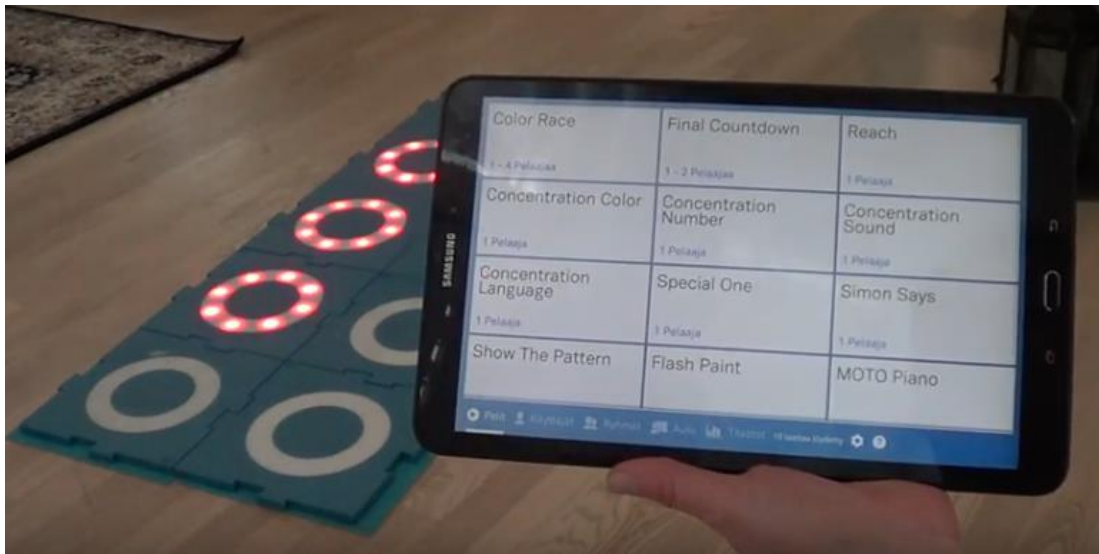 SAMSUNG
Color Race
1 - 4 Pelaajaa
Final Countdown
1 - 2 Pelaajaa
Reach
1 Pelaaja
Concentration Color
1 Pelaaja
Concentration
Number
1 Pelaaja
Concentration
Sound
1 Pelaaja
Concentration
Language
1 Pelaaja
Special One
1 Pelaaja
Simon Says
1 Pelaaja
Show The Pattern
Flash Paint
MOTO Piano
Pelit Käyttäjät Ryhmät Auto Tilastot